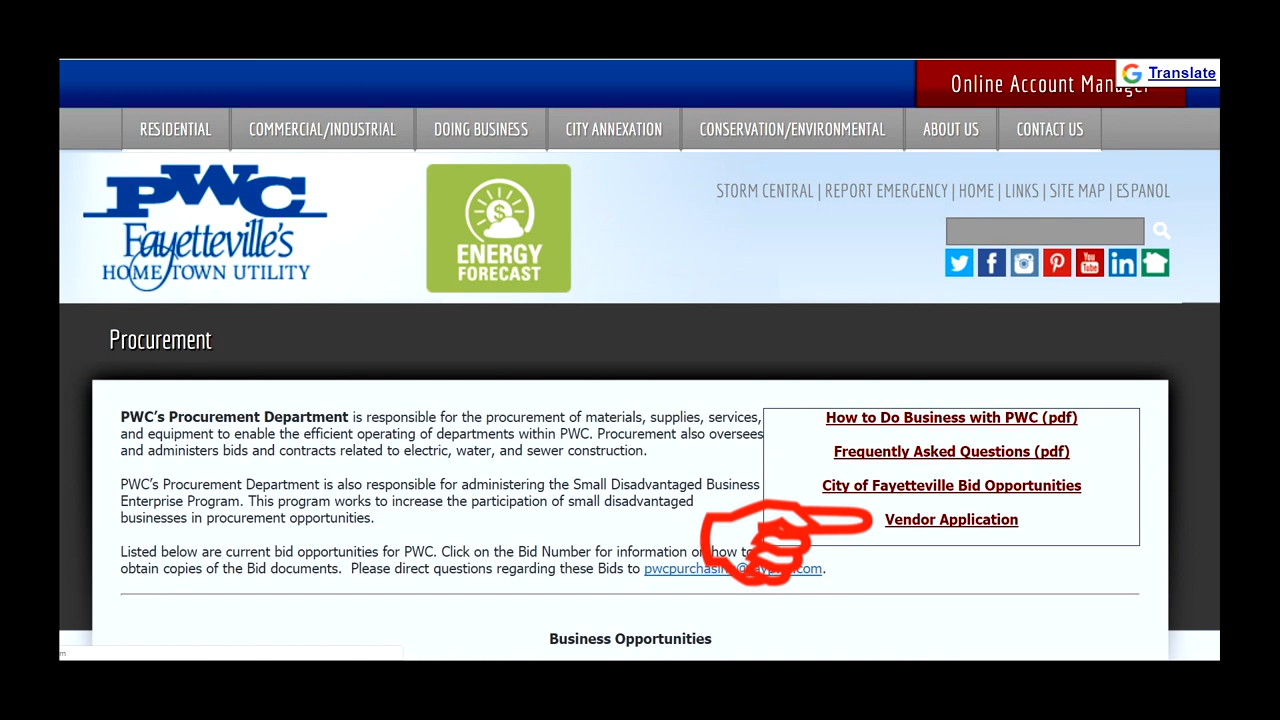 Online Account Manager
Translate
RESIDENTIAL COMMERCIAL/INDUSTRIAL DOING BUSINESS CITY ANNEXATION CONSERVATION/ENVIRONMENTAL ABOUT US CONTACT US
PWC
Fayetteville's
HOMETOWN UTILITY
ENERGY
FORECAST
STORM CENTRAL | REPORT EMERGENCY | HOME | LINKS | SITE MAP | ESPANOL
You
Tube
in
Procurement
PWC's Procurement Department is responsible for the procurement of materials, supplies, services,
and equipment to enable the efficient operating of departments within PWC. Procurement also oversees
and administers bids and contracts related to electric, water, and sewer construction.
PWC's Procurement Department is also responsible for administering the Small Disadvantaged Business
Enterprise Program. This program works to increase the participation of small disadvantaged
businesses in procurement opportunities.
Listed below are current bid opportunities for PWC. Click on the Bid Number for information on how to
obtain copies of the Bid documents. Please direct questions regarding these Bids to
How to Do Business with PWC (pdf)
Frequently Asked Questions (pdf)
City of Fayetteville Bid Opportunities
Vendor Application
Business Opportunities